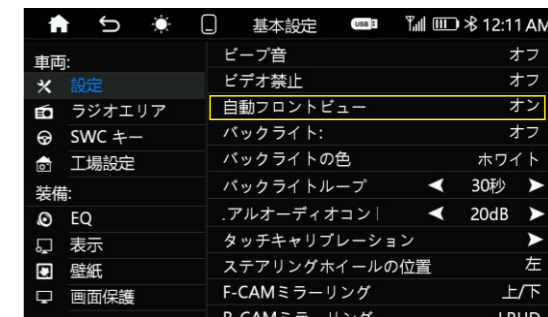 基本設定 USB 12:11 AM
車両:
設定
ラジオエリア
SWC キー
工場設定
装備:
EQ
表示
壁紙
画面保護
ビープ音 オフ
ビデオ禁止 オフ
自動フロントビュー オン
バックライト: オフ
バックライトの色 ホワイト
バックライトループ 30秒
.アルオーディオコン
20dB
タッチキャリブレーション
ステアリングホイールの位置 左
F-CAMミラーリング 上/下